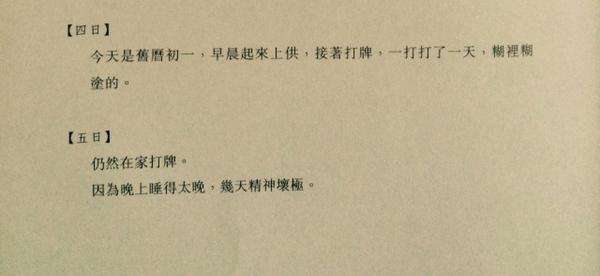 【四日】
今天是舊曆初一，早晨起來上供，接著打牌，一打打了一天，糊裡糊
塗的。
【五日】
仍然在家打牌。
因為晚上睡得太晚，幾天精神壞極。